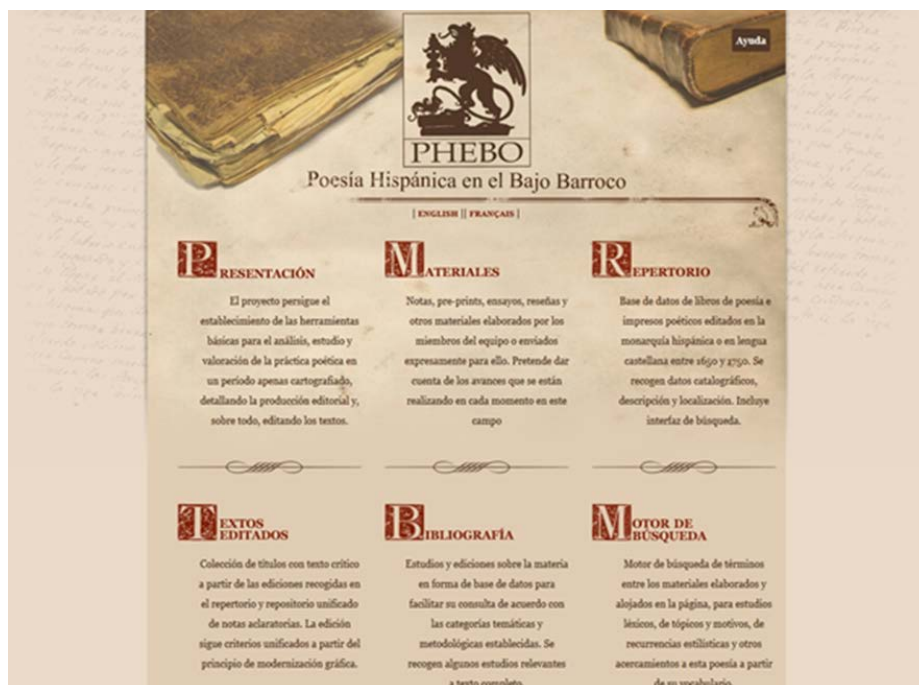 Ayuda
PHEBO
Poesía Hispánica en el Bajo Barroco
| ENGLISH || FRANÇAIS |
PRESENTACIÓN
El proyecto persigue el
establecimiento de las herramientas
básicas para el análisis, estudio y
valoración de la práctica poética en
un periodo apenas cartografiado,
detallando la producción editorial y,
sobre todo, editando los textos.
MATERIALES
Notas, pre-prints, ensayos, reseñas y
otros materiales elaborados por los
miembros del equipo o enviados
expresamente para ello. Pretende dar
cuenta de los avances que se están
realizando en cada momento en este
campo
REPERTORIO
Base de datos de libros de poesía e
impresos poéticos editados en la
monarquía hispánica o en lengua
castellana entre 1650 y 1750. Se
recogen datos catalográficos,
descripción y localización. Incluye
interfaz de búsqueda.
TEXTOS
EDITADOS
Colección de títulos con texto crítico
a partir de las ediciones recogidas en
el repertorio y repositorio unificado
de notas aclaratorias. La edición
sigue criterios unificados a partir del
principio de modernización gráfica.
BIBLIOGRAFÍA
Estudios y ediciones sobre la materia
en forma de base de datos para
facilitar su consulta de acuerdo con
las categorías temáticas y
metodológicas establecidas. Se
recogen algunos estudios relevantes
a texto completo.
MOTOR DE
BÚSQUEDA
Motor de búsqueda de términos
entre los materiales elaborados y
alojados en la página, para estudios
léxicos, de tópicos y motivos, de
recurrencias estilísticas y otros
acercamientos a esta poesía a partir
de su vocabulario.